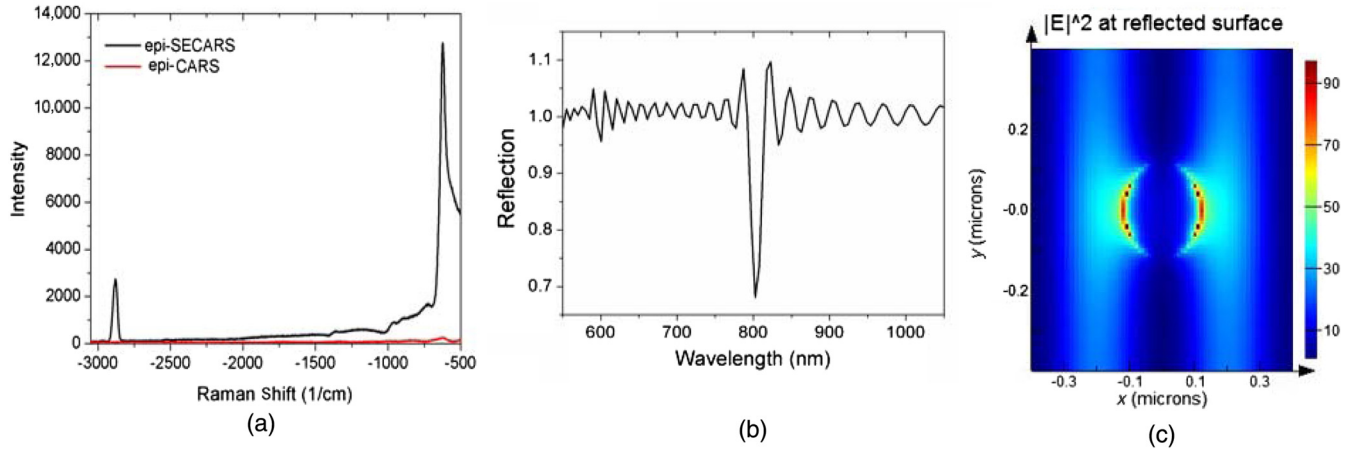 14,000
12,000
10,000
8000
6000
4000
2000
0
Intensity
epi-SECARS
epi-CARS
-3000 -2500 -2000 -1500 -1000 -500
Raman Shift (1/cm)
(a)
1.1
1.0
0.9
0.8
0.7
Reflection
600 700 800 900 1000
Wavelength (nm)
(b)
|E|^2 at reflected surface
0.2
-0.0
-0.2
y (microns)
-0.3 -0.1 0.1 0.3
x (microns)
90
70
50
30
10
(c)